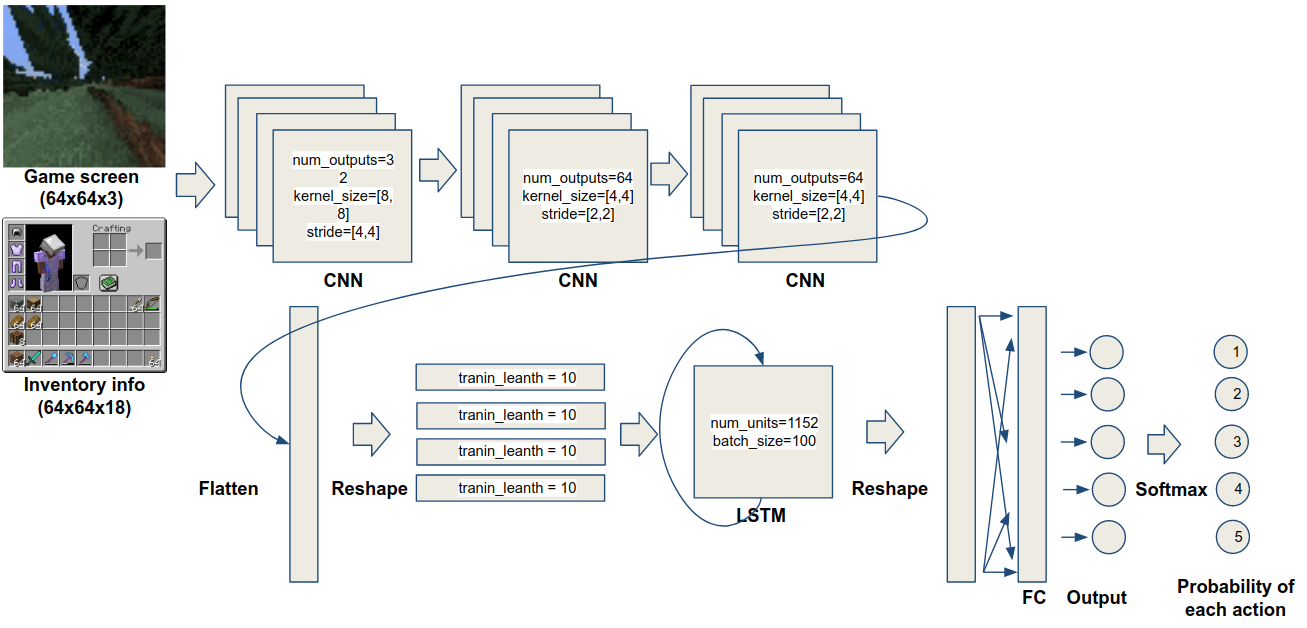 Game screen
(64x64x3)
Crafting
64
64
64
64
64
8
64
64
Inventory info
(64x64x18)
num_outputs=3
2
kernel_size=[8,
8]
stride=[4,4]
CNN
num_outputs=64
kernel_size=[4,4]
stride=[2,2]
CNN
num_outputs=64
kernel_size=[4,4]
stride=[2,2]
CNN
Flatten
Reshape
tranin_leanth = 10
tranin_leanth = 10
tranin_leanth = 10
tranin_leanth = 10
num_units=1152
batch_size=100
LSTM
Reshape
FC
Output
Softmax
1
2
3
4
5
Probability of
each action